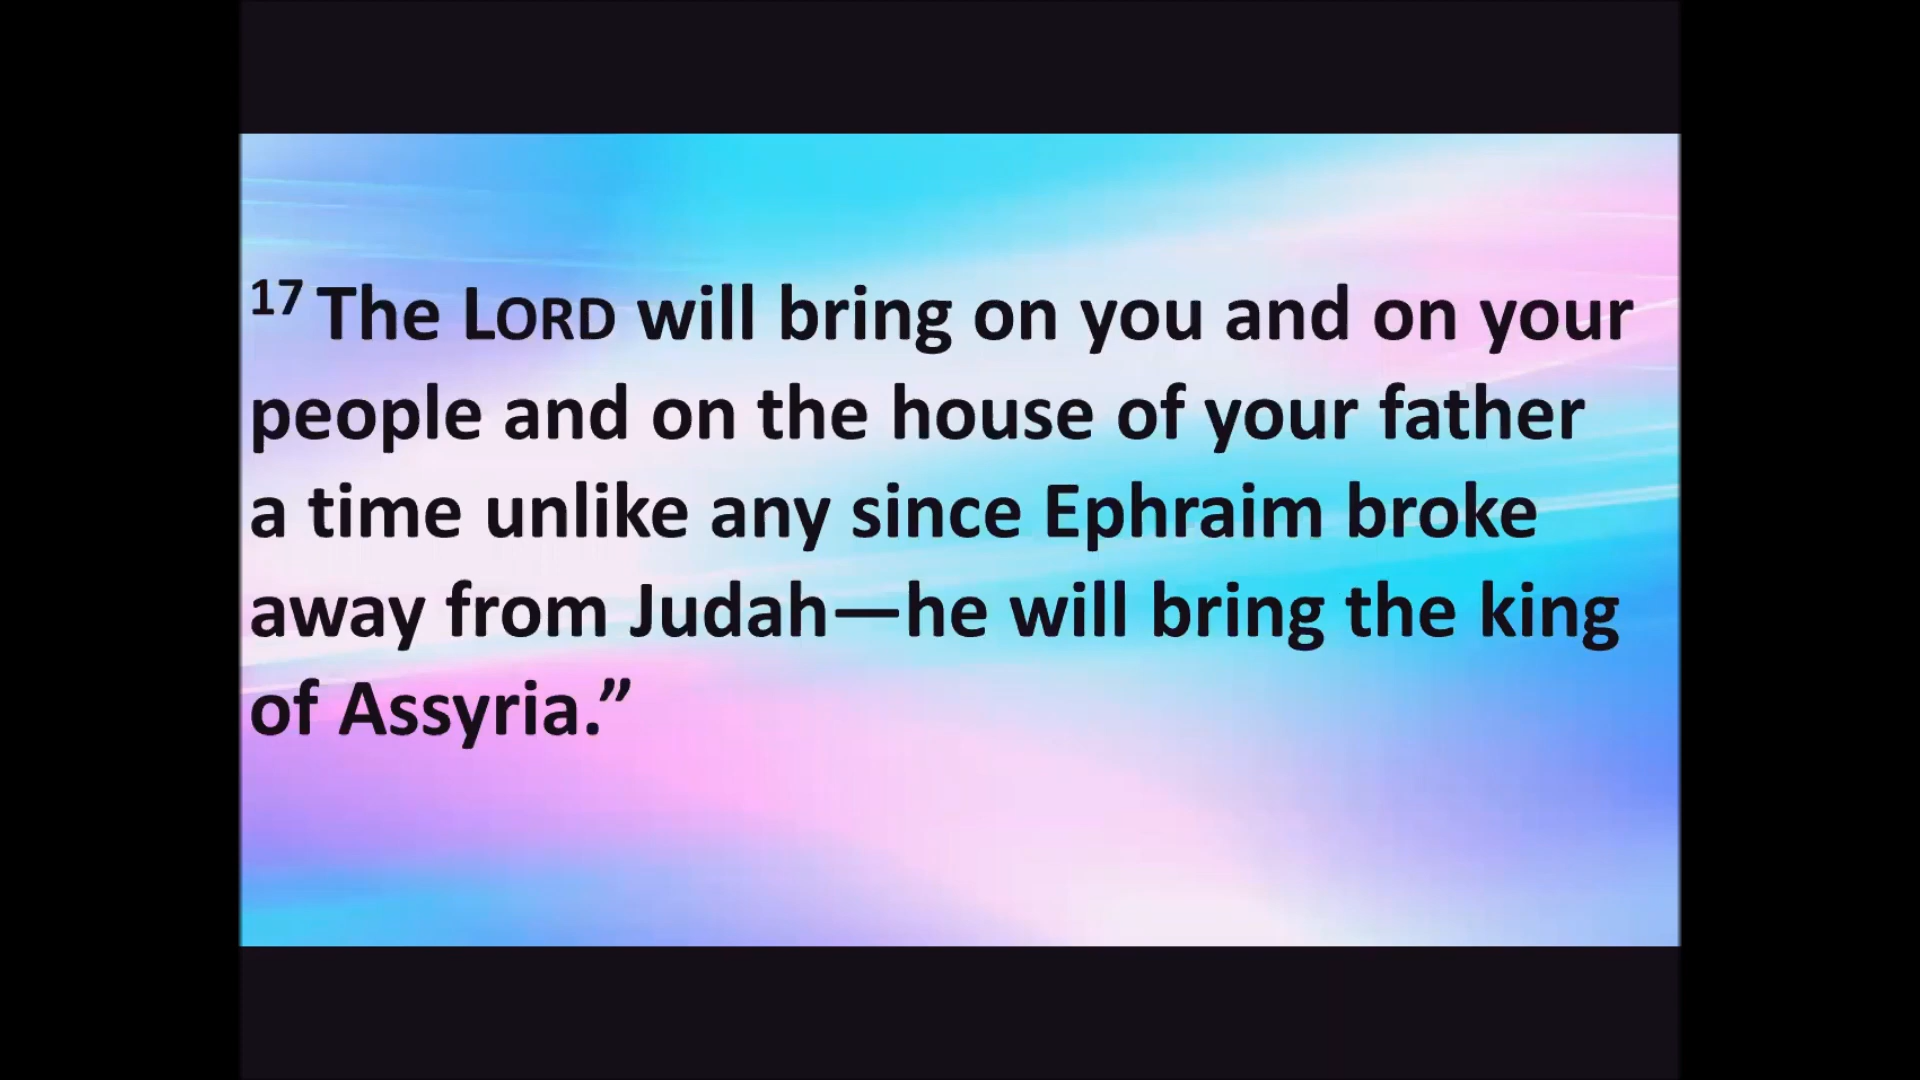 17 The LORD will bring on you and on your
people and on the house of your father
a time unlike any since Ephraim broke
away from Judah—he will bring the king
of Assyria.”